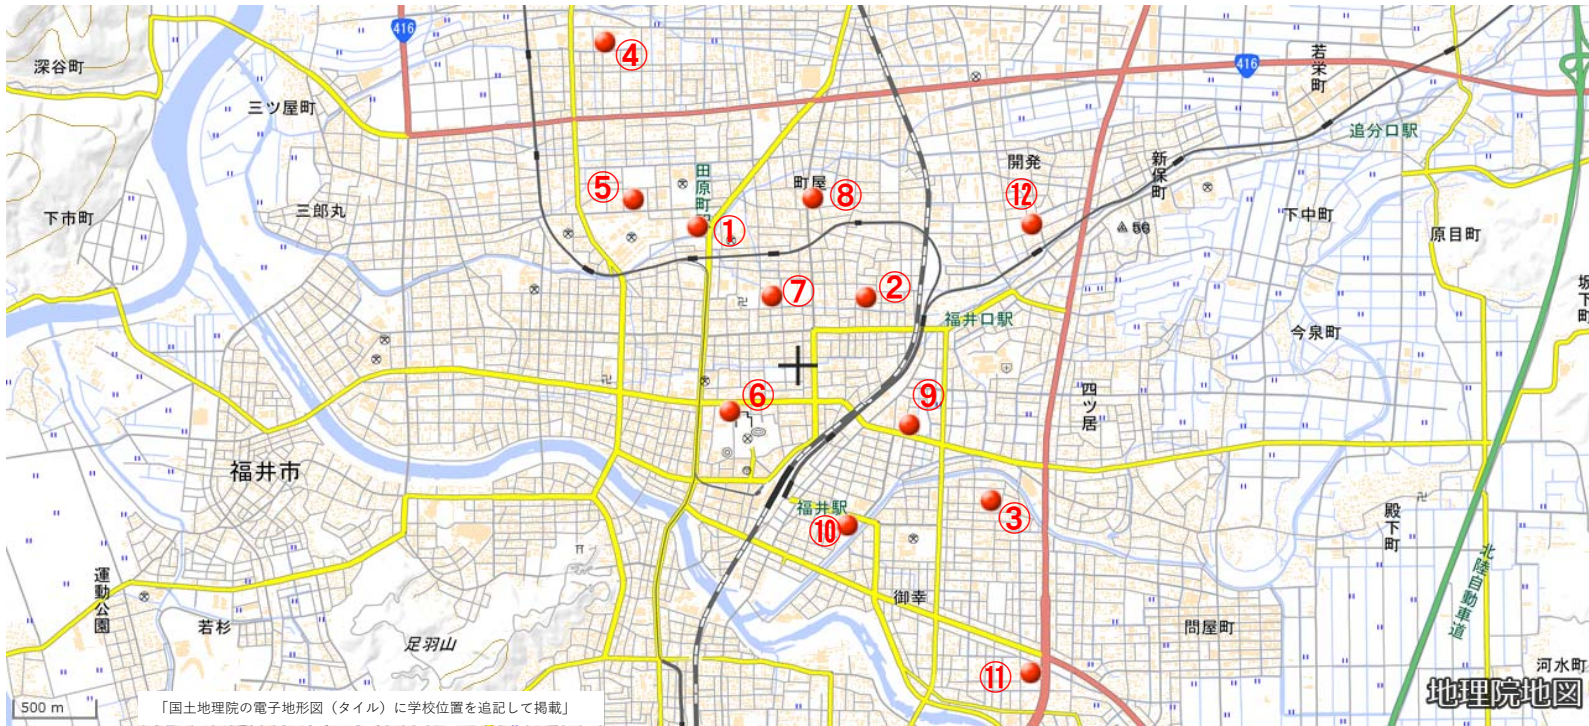 416
④
深谷町
若栄町
416
三ツ屋町
追分口駅
開発
新保町
田原町駅
町屋
⑤
⑧
⑫
下市町
三郎丸
①
下中町
56
原目町
⑦
②
坂下町
福井口駅
今泉町
⑥
⑨
四ツ居
福井市
福井駅
③
⑩
殿下町
北陸自動車道
運動公園
御幸
若杉
足羽山
問屋町
⑪
河水町
500 m
「国土地理院の電子地形図（タイル）に学校位置を追記して掲載」
地理院地図